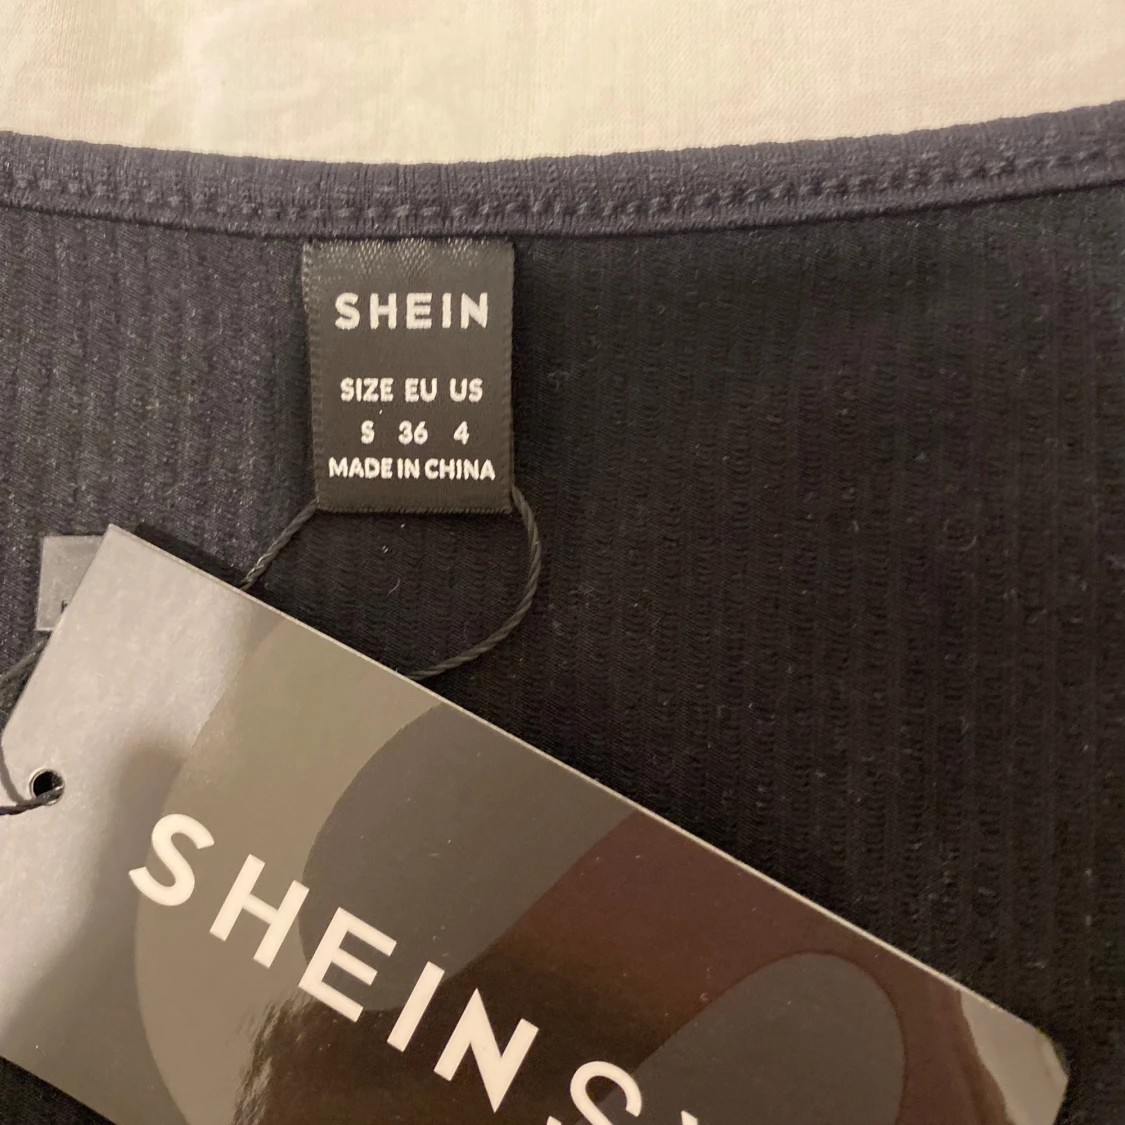 SHEIN
SIZE EU US
S 36 4
MADE IN CHINA
SHEIN